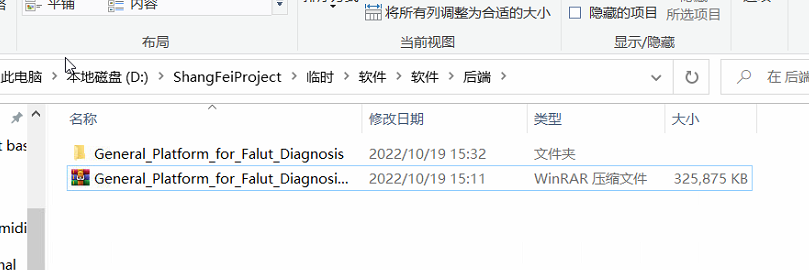 平铺 内容 将所有列调整为合适的大小 隐藏的项目 所选项目
布局 当前视图 显示/隐藏
此电脑 本地磁盘 (D:) ShangFeiProject 临时 软件 软件 后端 在 后端
名称 修改日期 类型 大小
General_Platform_for_Falut_Diagnosis 2022/10/19 15:32 文件夹
General_Platform_for_Falut_Diagnosi... 2022/10/19 15:11 WinRAR 压缩文件 325,875 KB
t bas
midi
nal